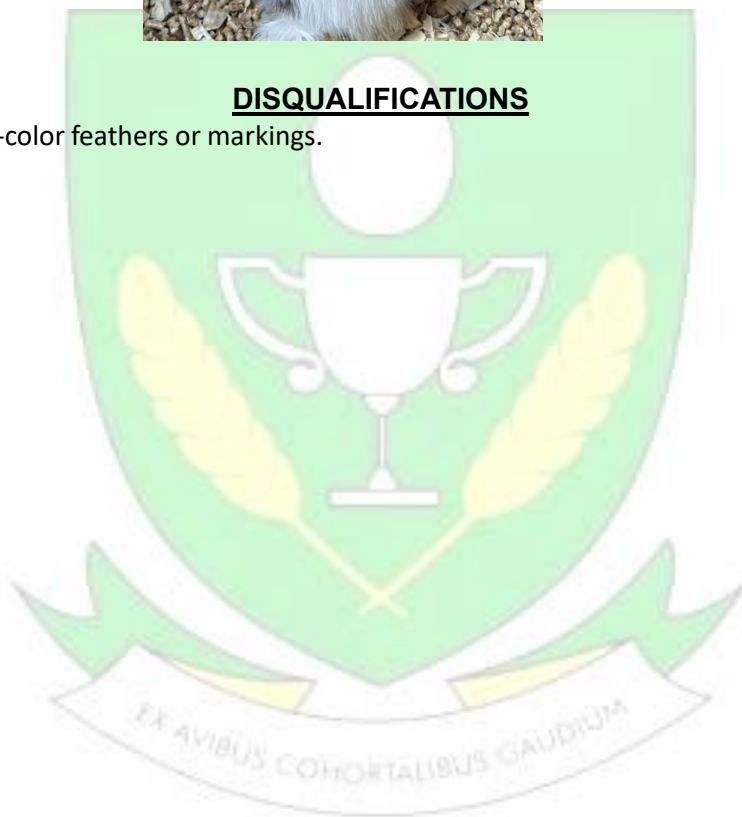 DISQUALIFICATIONS
-color feathers or markings.
EX AVIBUS COHORTALIBUS GAUDIUM